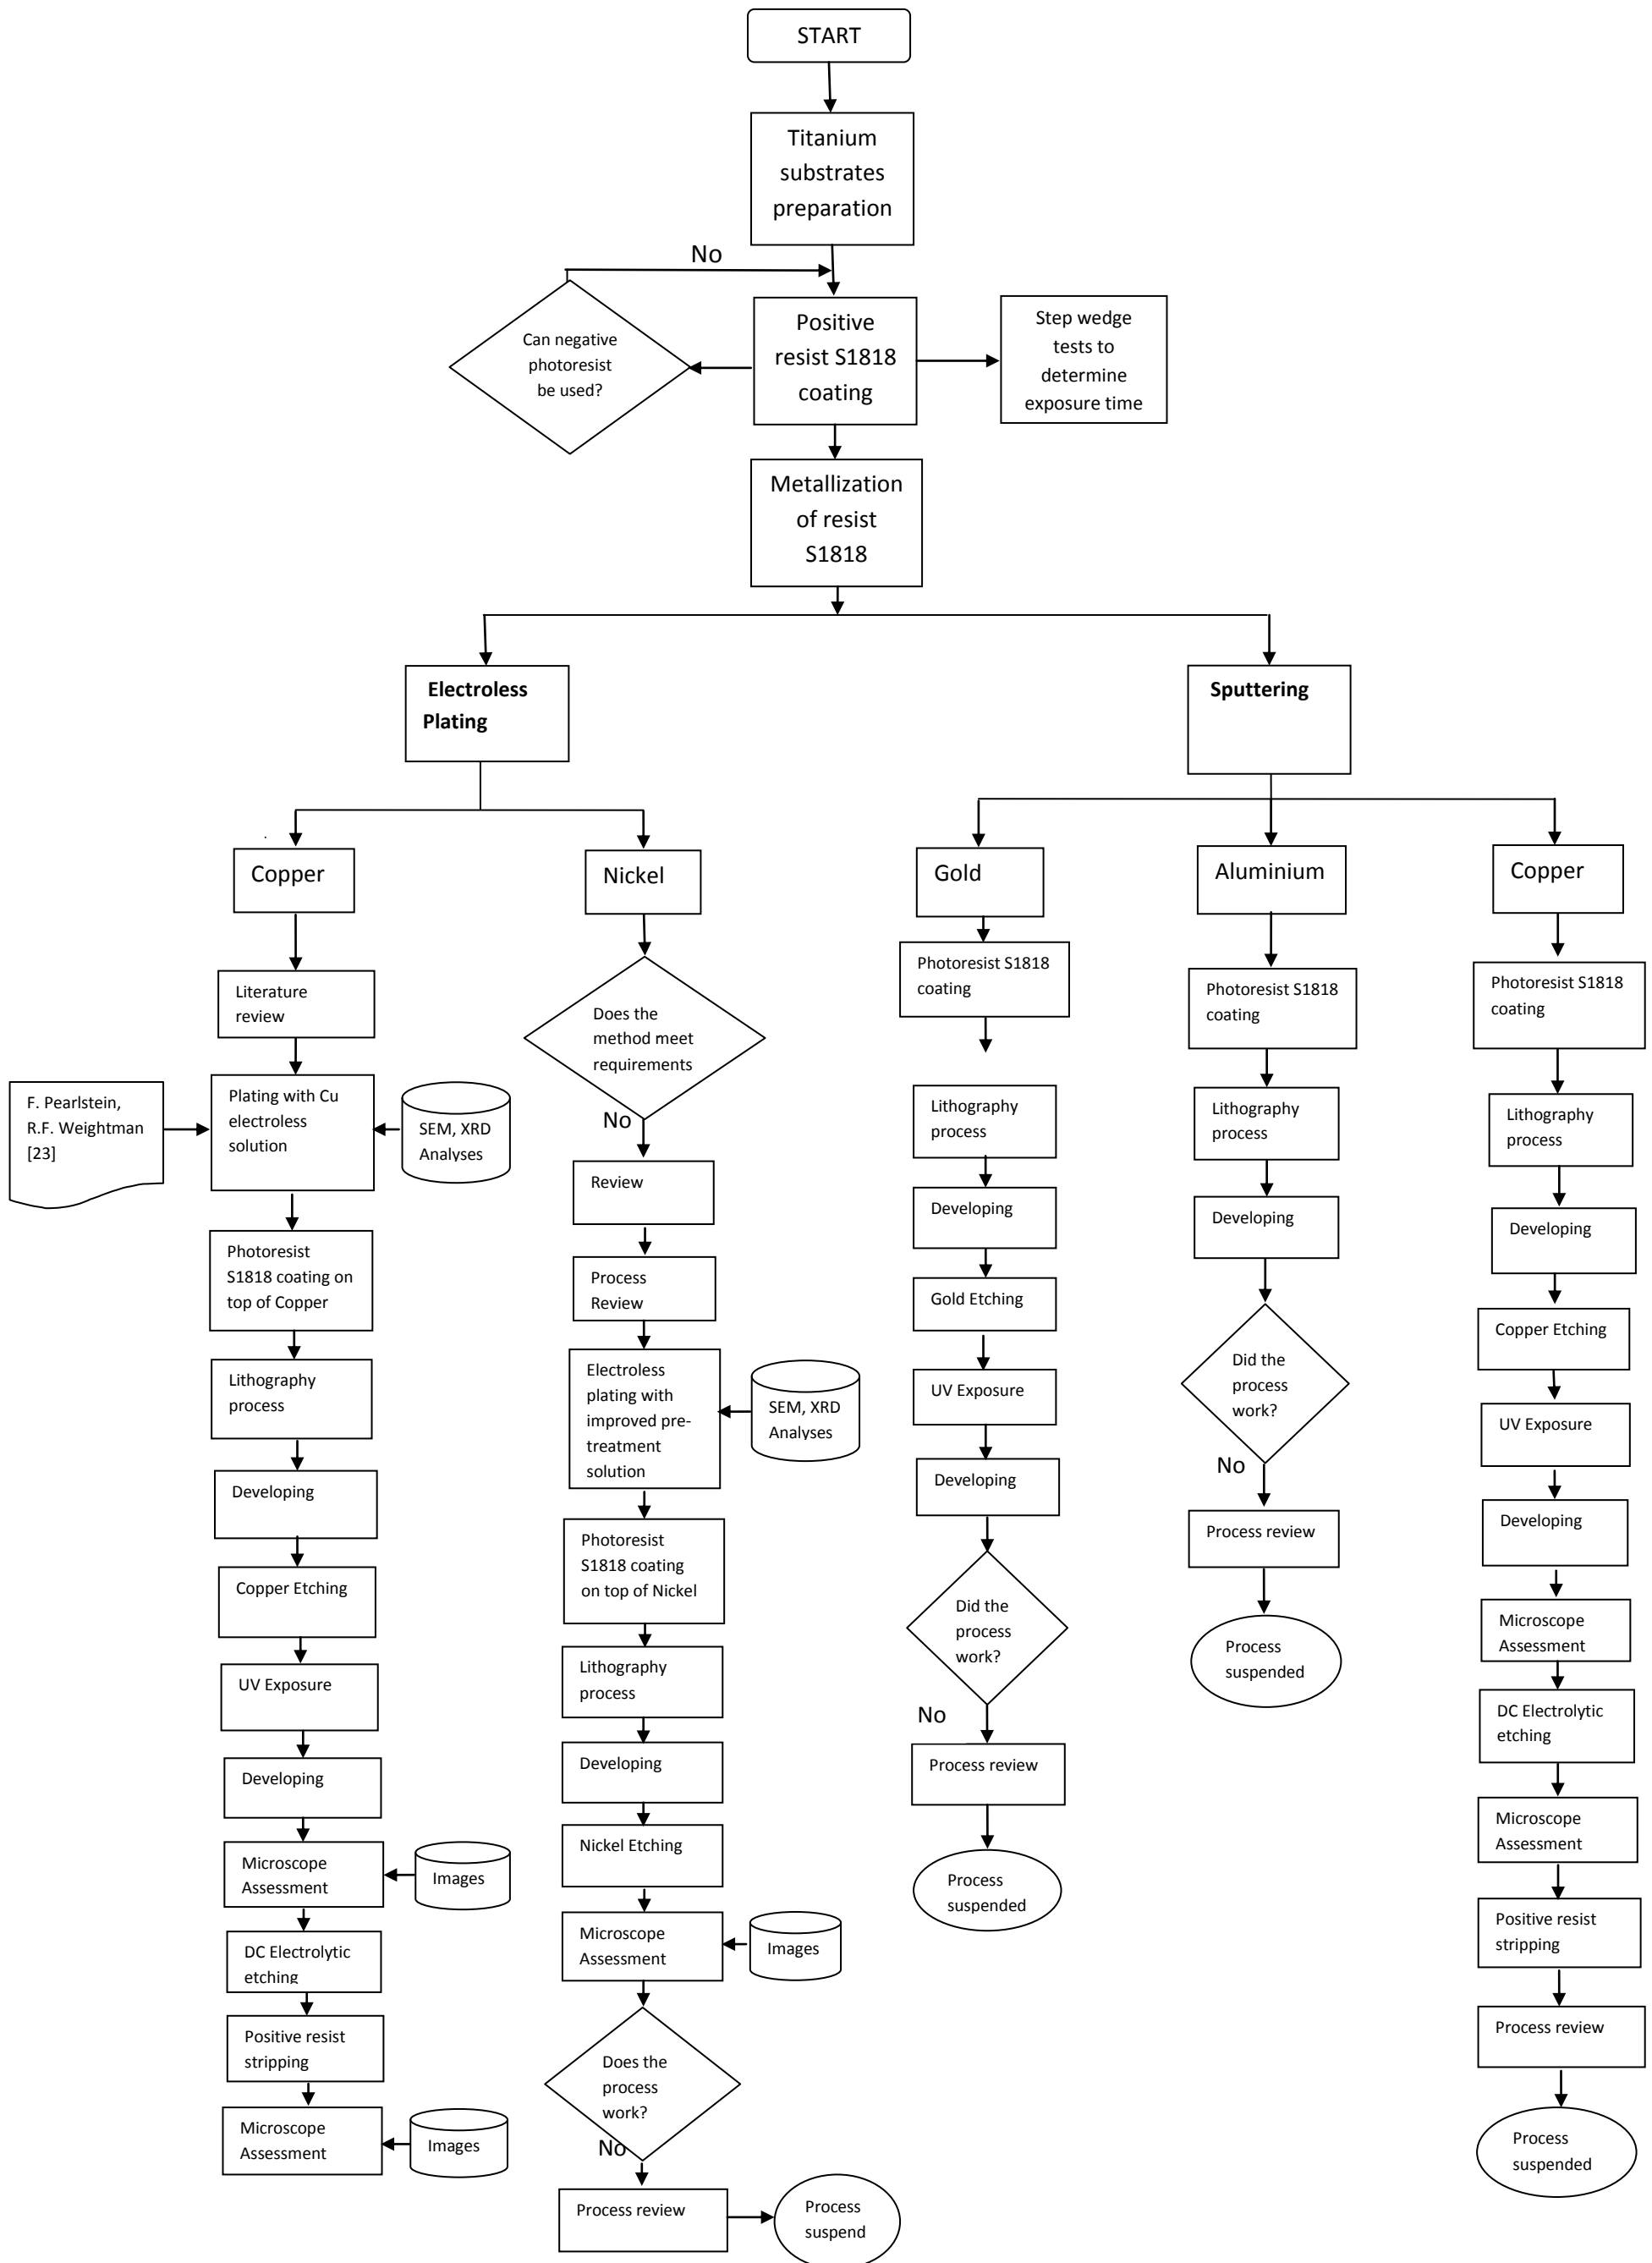 START
Titanium
substrates
preparation
No
Can negative
photoresist
be used?
Positive
resist S1818
coating
Step wedge
tests to
determine
exposure time
Metallization
of resist
S1818
Electroless
Plating
Sputtering
Copper
Literature
review
F. Pearlstein,
R.F. Weightman
[23]
Plating with Cu
electroless
solution
SEM, XRD
Analyses
Photoresist
S1818 coating on
top of Copper
Lithography
process
Developing
Copper Etching
UV Exposure
Developing
Microscope
Assessment
Images
DC Electrolytic
etching
Positive resist
stripping
Microscope
Assessment
Images
Nickel
Does the
method meet
requirements
No
Review
Process
Review
Electroless
plating with
improved pre-
treatment
solution
SEM, XRD
Analyses
Photoresist
S1818 coating
on top of Nickel
Lithography
process
Developing
Nickel Etching
Microscope
Assessment
Images
Does the
process
work?
No
Process review
Process
suspend
Gold
Photoresist S1818
coating
Lithography
process
Developing
Gold Etching
UV Exposure
Developing
Did the
process
work?
No
Process review
Process
suspended
Aluminium
Photoresist S1818
coating
Lithography
process
Developing
Did the
process
work?
No
Process review
Process
suspended
Copper
Photoresist S1818
coating
Lithography
process
Developing
Copper Etching
UV Exposure
Developing
Microscope
Assessment
DC Electrolytic
etching
Microscope
Assessment
Positive resist
stripping
Process review
Process
suspended